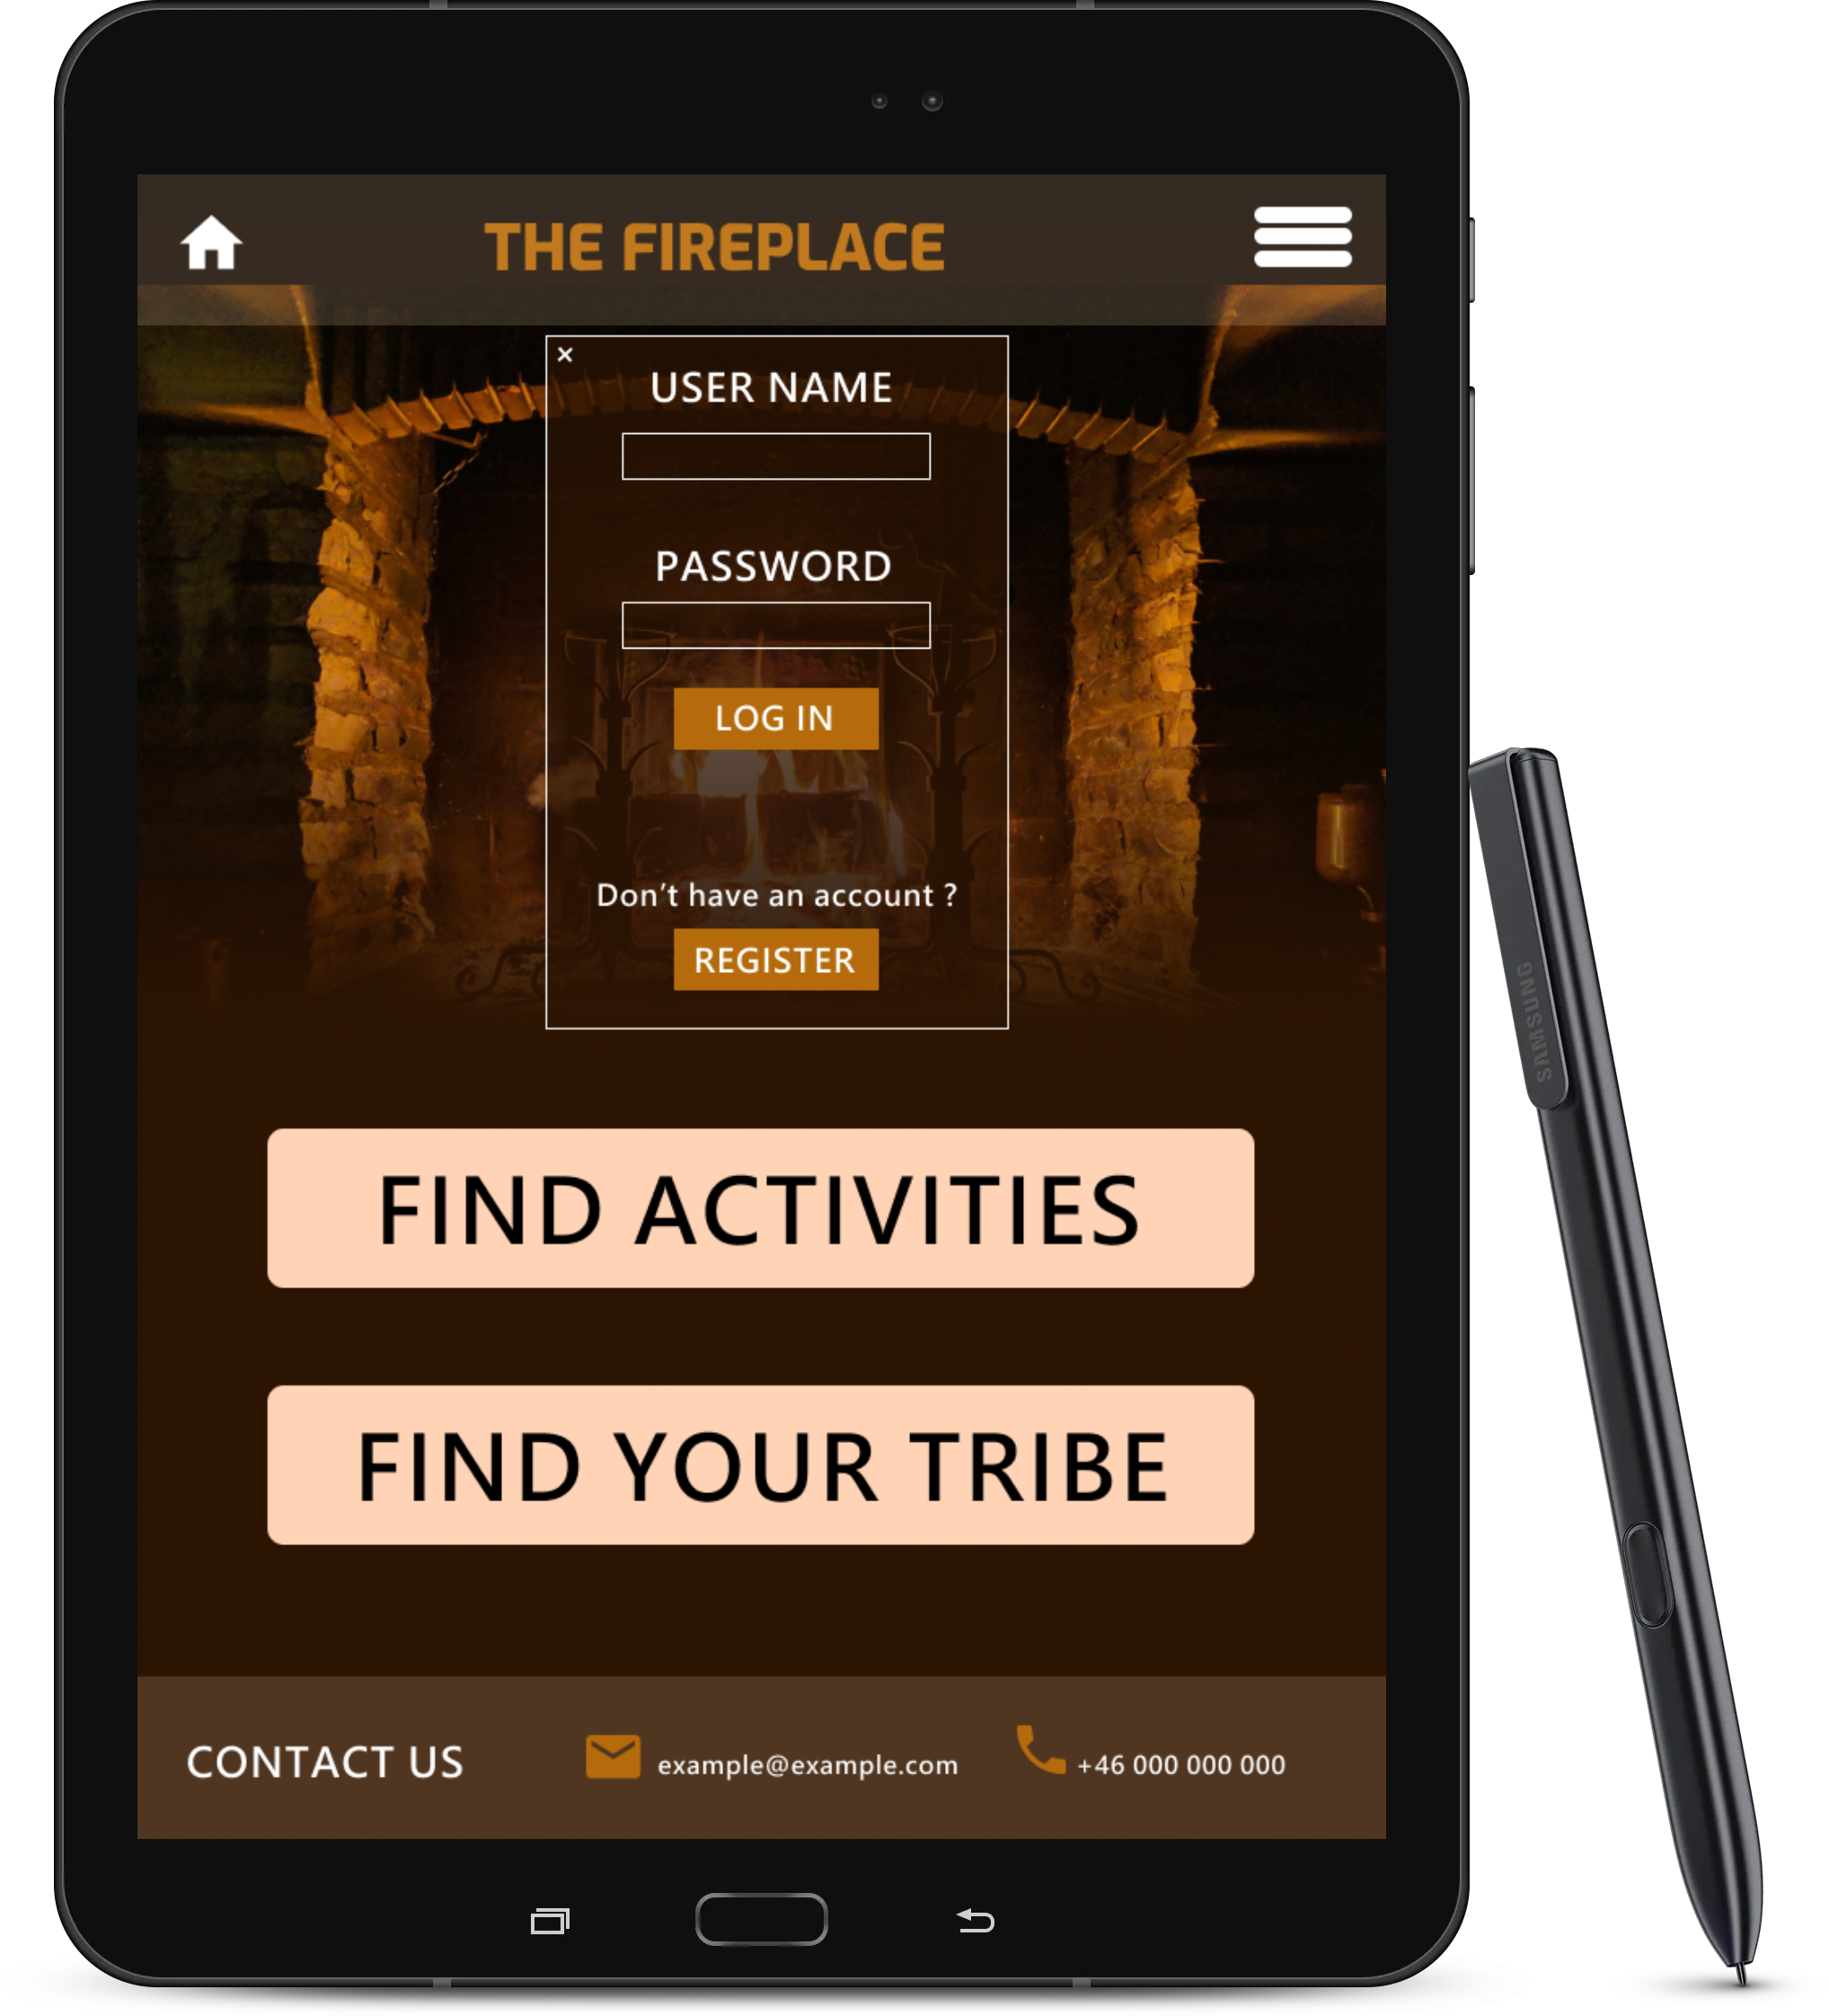 THE FIREPLACE
×
USER NAME
PASSWORD
LOG IN
Don’t have an account ?
REGISTER
FIND ACTIVITIES
FIND YOUR TRIBE
CONTACT US example@example.com +46 000 000 000
SAMSUNG